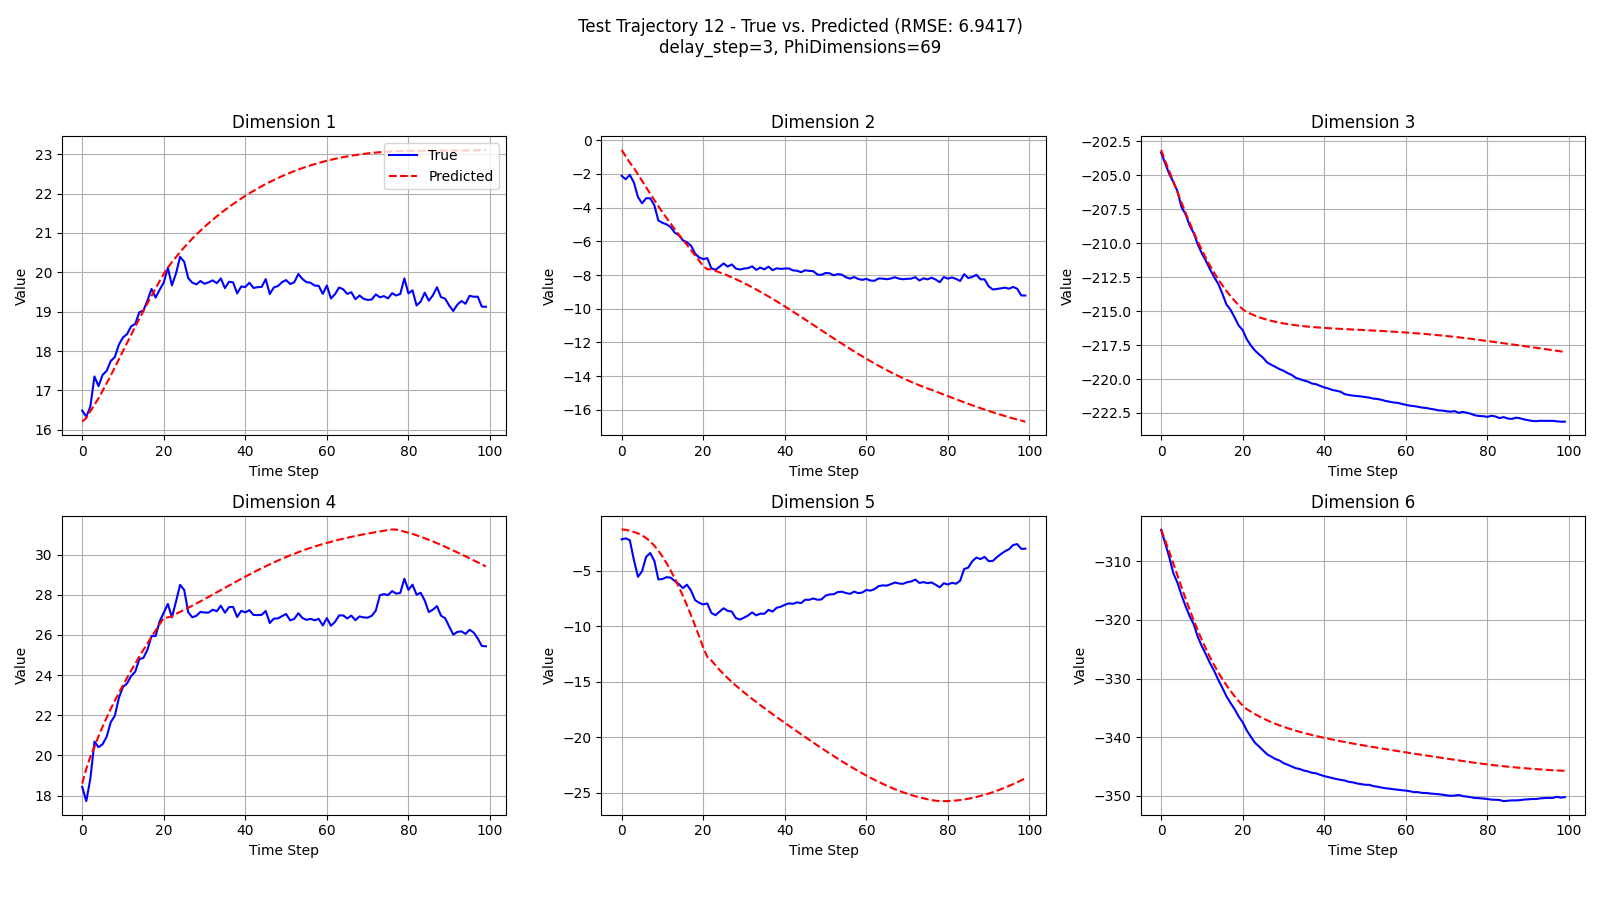 Test Trajectory 12 - True vs. Predicted (RMSE: 6.9417)
delay_step=3, PhiDimensions=69
Dimension 1
23
22
21
20
19
18
17
16
Value
0 20 40 60 80 100
Time Step
True
Predicted
Dimension 2
0
−2
−4
−6
−8
−10
−12
−14
−16
Value
0 20 40 60 80 100
Time Step
Dimension 3
−202.5
−205.0
−207.5
−210.0
−212.5
−215.0
−217.5
−220.0
−222.5
Value
0 20 40 60 80 100
Time Step
Dimension 4
30
28
26
24
22
20
18
Value
0 20 40 60 80 100
Time Step
Dimension 5
−5
−10
−15
−20
−25
Value
0 20 40 60 80 100
Time Step
Dimension 6
−310
−320
−330
−340
−350
Value
0 20 40 60 80 100
Time Step